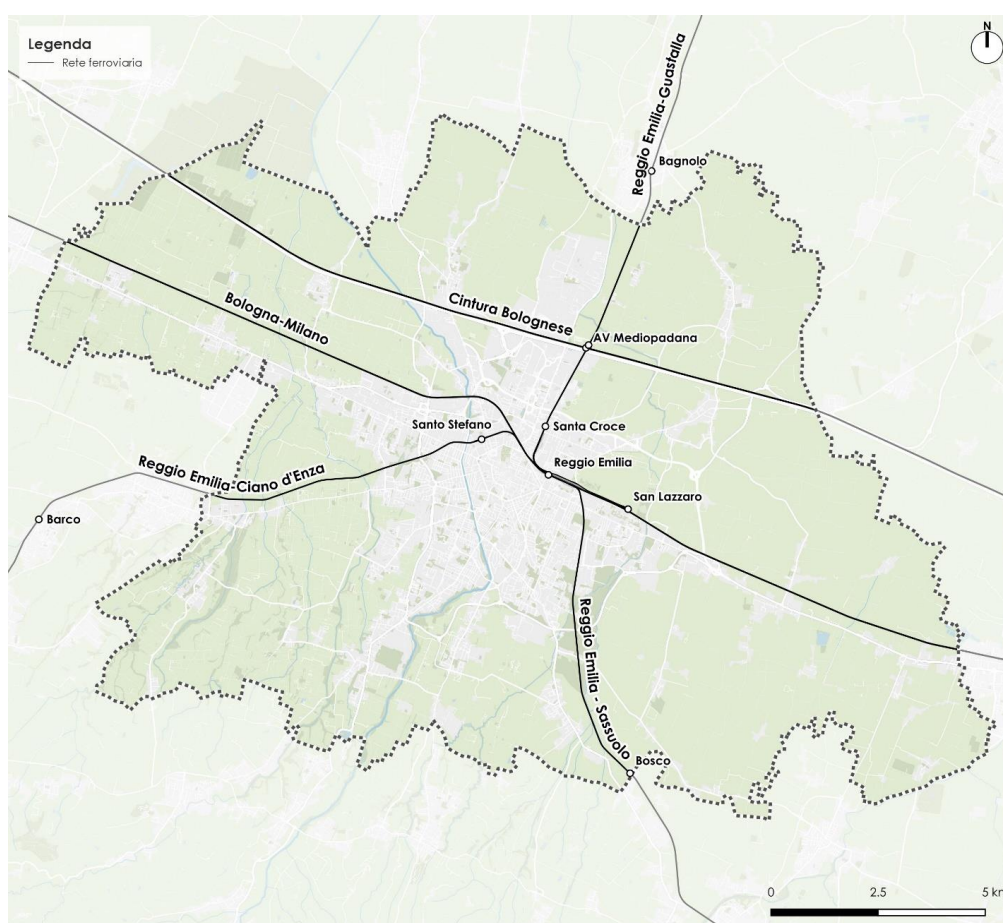 N
Legenda
Rete ferroviaria
Reggio Emilia-Guastalla
Bagnolo
Cintura Bolognese
Bologna-Milano
AV Mediopadana
Santo Stefano
Santa Croce
Reggio Emilia
Reggio Emilia-Ciano d'Enza
San Lazzaro
Barco
Reggio Emilia - Sassuolo
Bosco
0 2.5 5 km